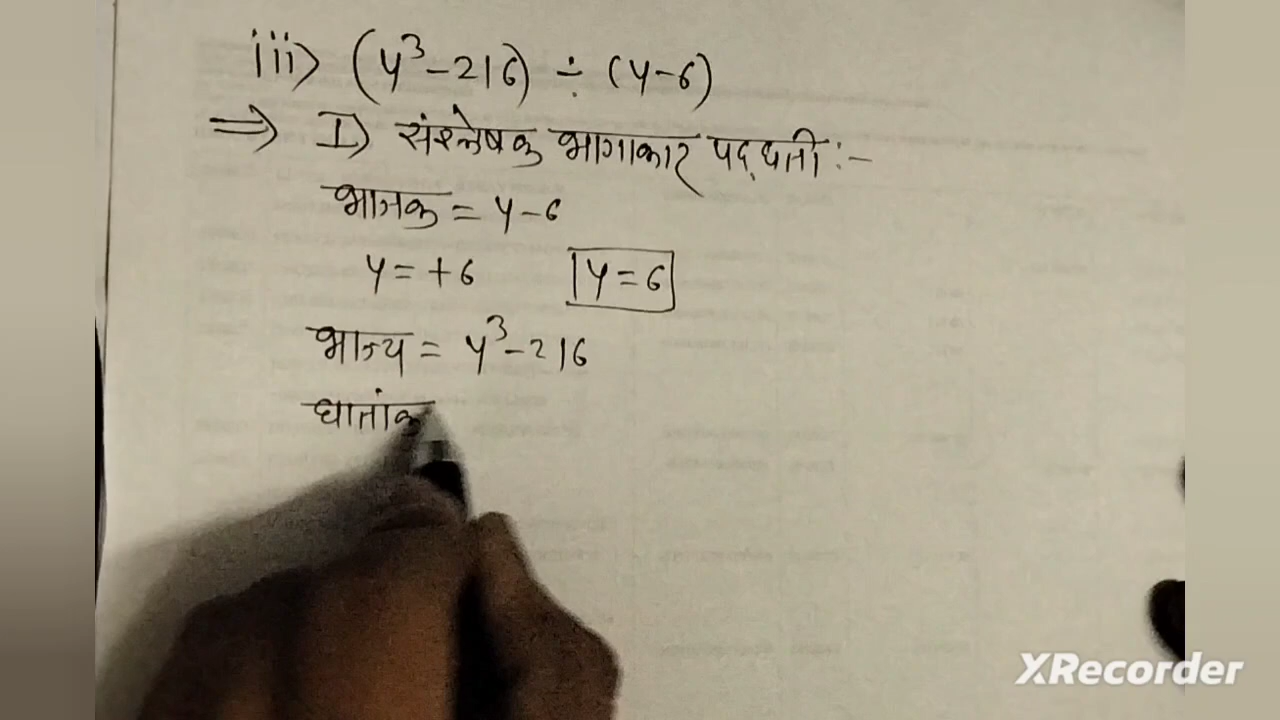 iii) (y³-216) ÷ (y-6)
⇒ I) संश्लेषक भागाकार पद्धती :-
भाजक = y-6
y = +6 y = 6
भाज्य = y³-216
घातांक
XRecorder